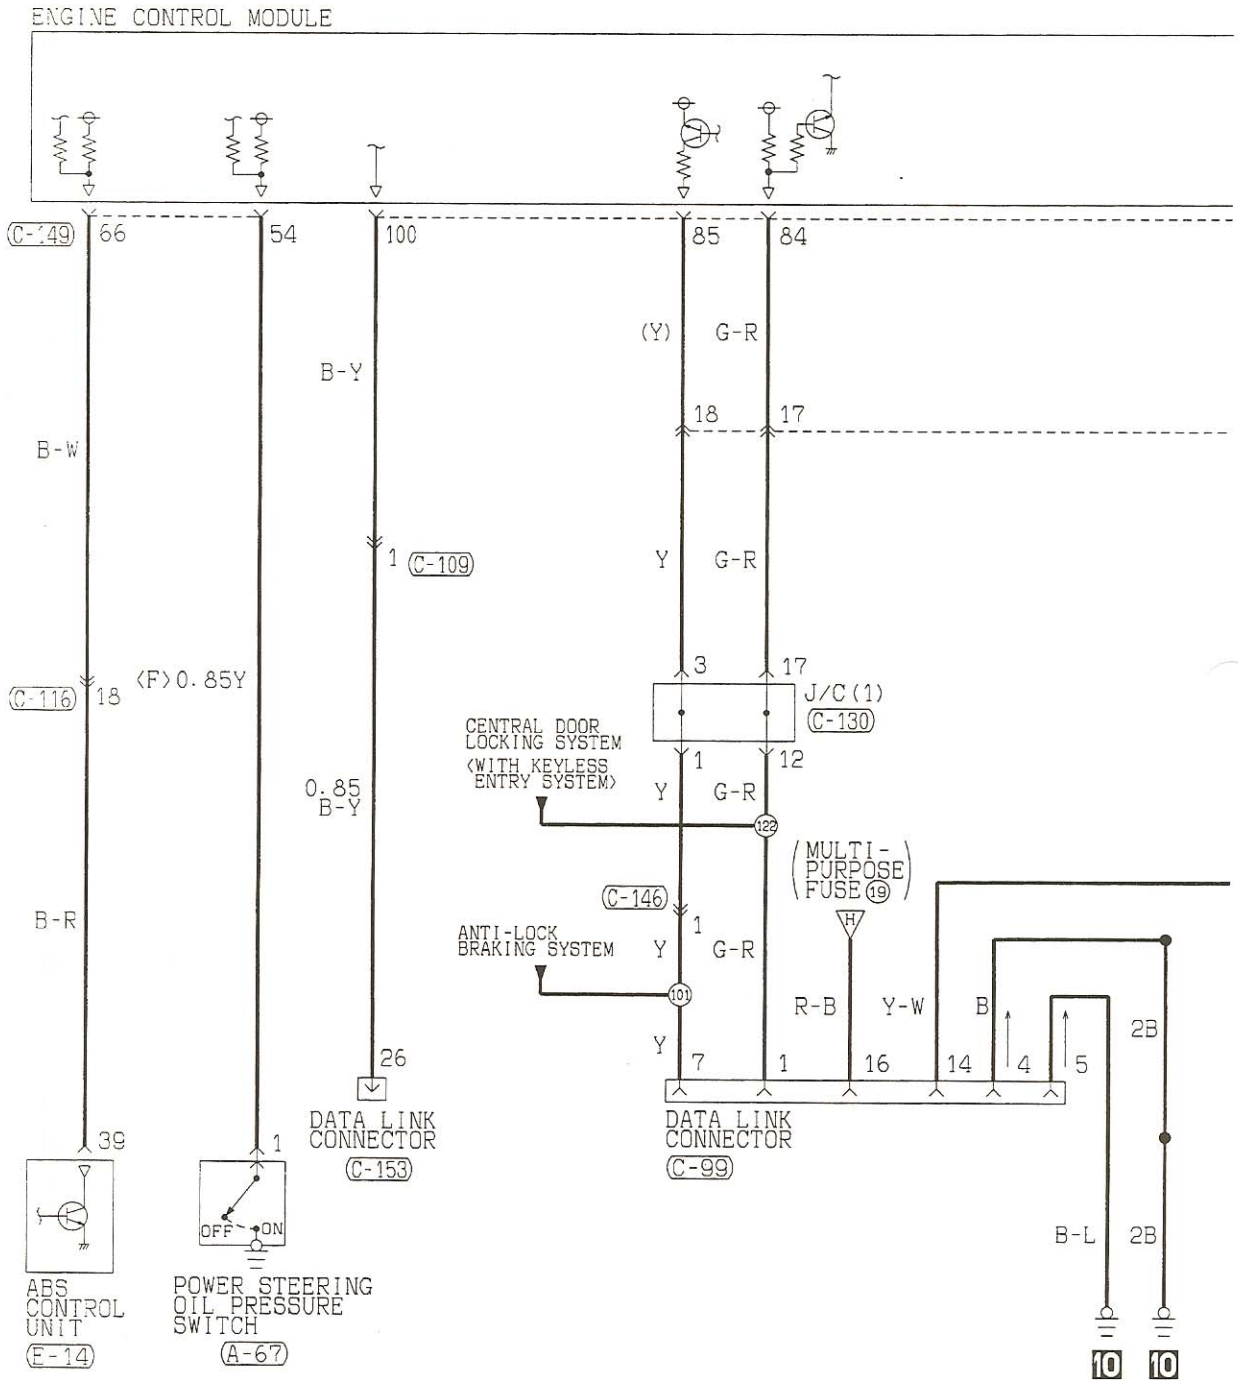 ENGINE CONTROL MODULE
(C-149) 66 54 100 85 84
(Y) G-R
B-Y
18 17
B-W
1 (C-109)
Y G-R
<F>0.85Y
(C-116) 18
3 17
J/C(1)
(C-130)
CENTRAL DOOR
LOCKING SYSTEM
<WITH KEYLESS
ENTRY SYSTEM>
1 12
0.85
B-Y
Y G-R
122
(MULTI-
PURPOSE
FUSE 19)
(C-146)
1
H
B-R
ANTI-LOCK
BRAKING SYSTEM
Y G-R
101
R-B Y-W B
2B
Y
26
7 1 16 14 4 5
DATA LINK
CONNECTOR
(C-153)
DATA LINK
CONNECTOR
(C-99)
39 1
OFF ON
B-L 2B
ABS
CONTROL
UNIT
(E-14)
POWER STEERING
OIL PRESSURE
SWITCH
(A-67)
10 10